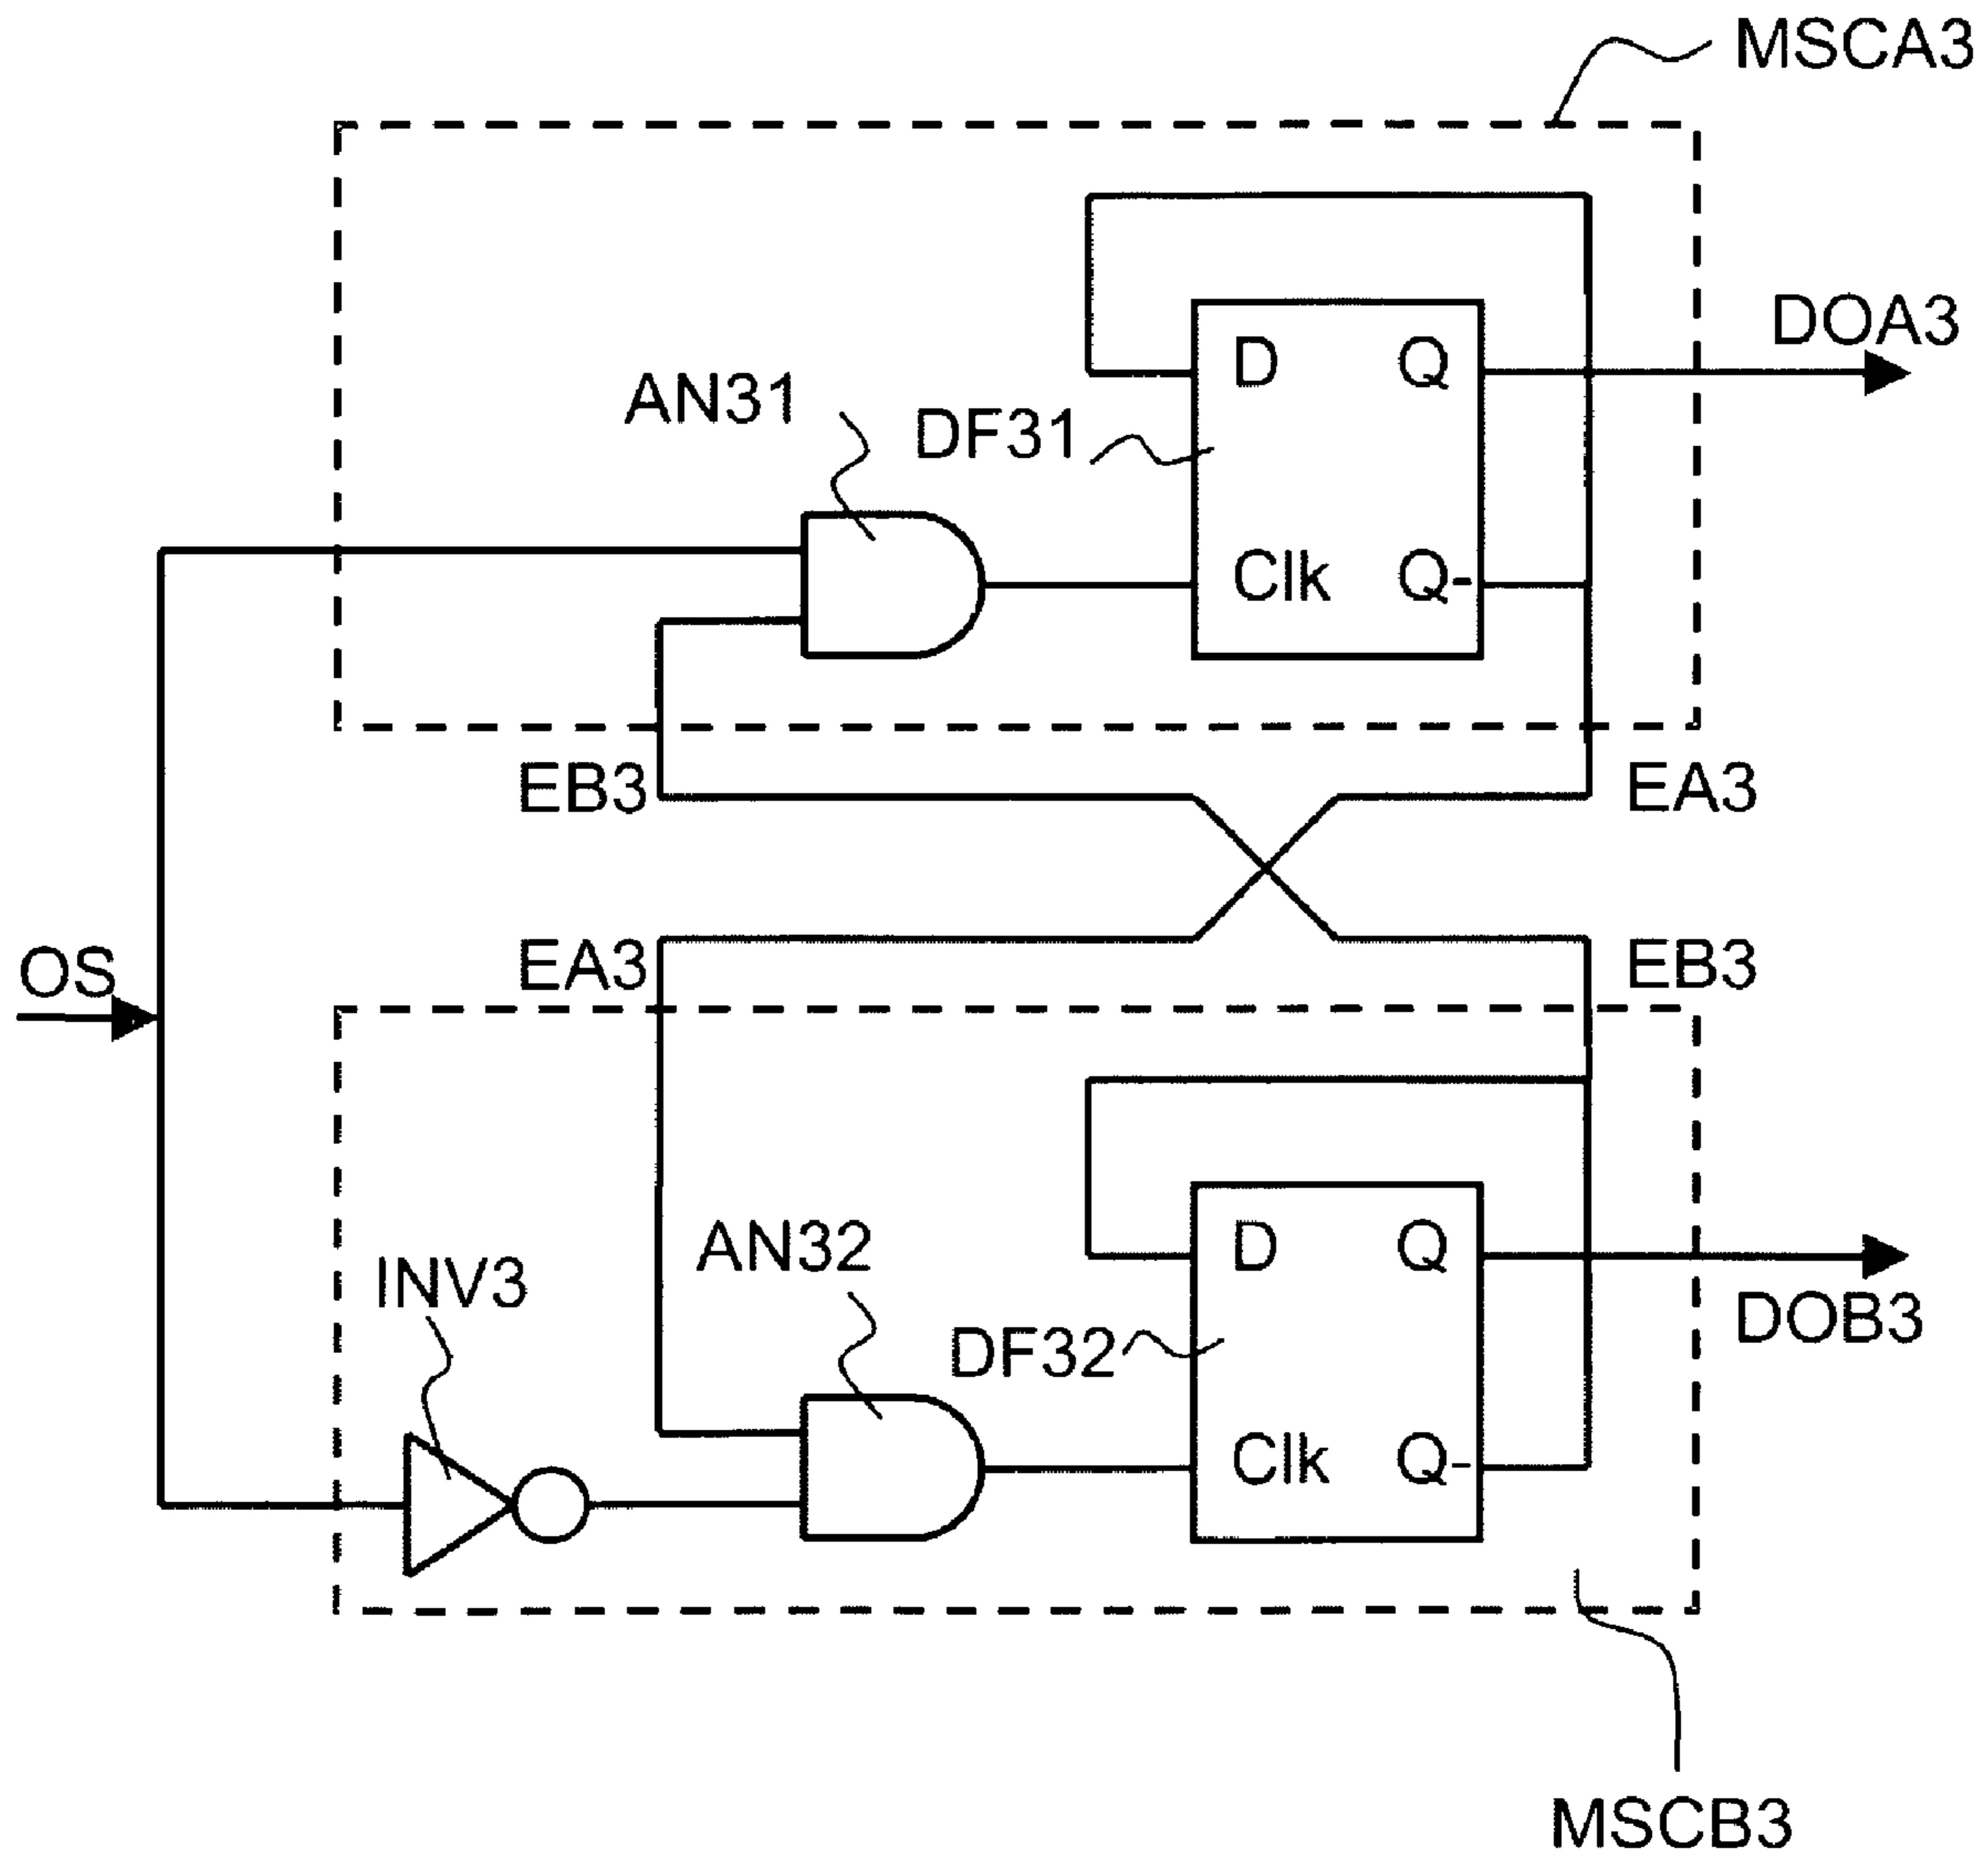 MSCA3
DOA3
D Q
AN31
DF31
Clk Q-
EB3 EA3
EA3 EB3
OS
D Q
AN32
INV3
DOB3
DF32
Clk Q-
MSCB3